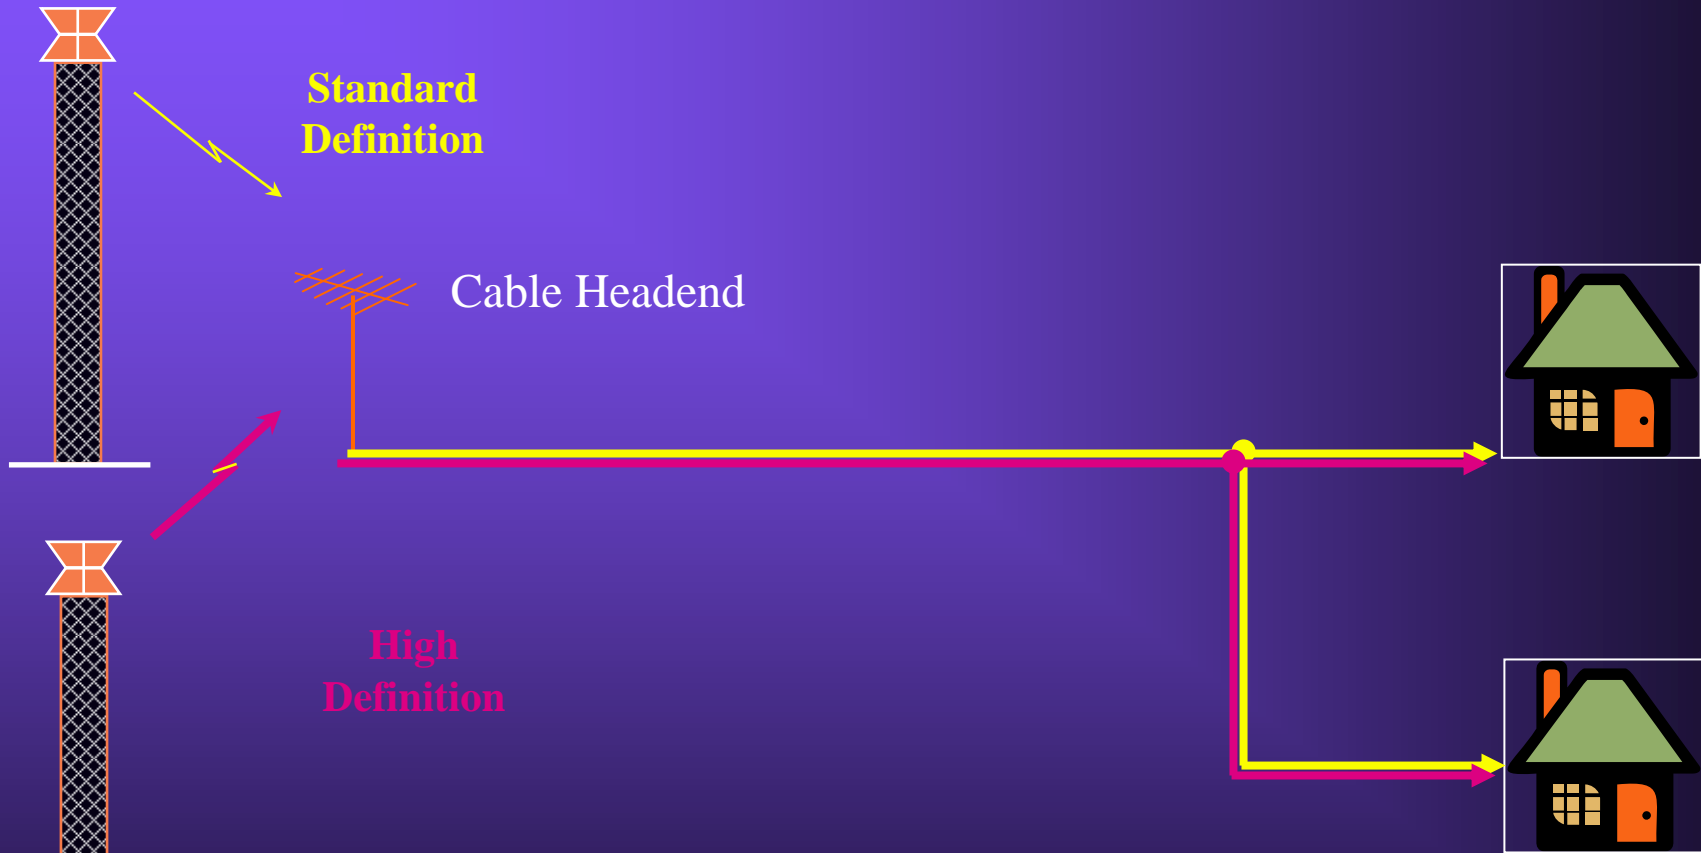 Standard
Definition
Cable Headend
High
Definition